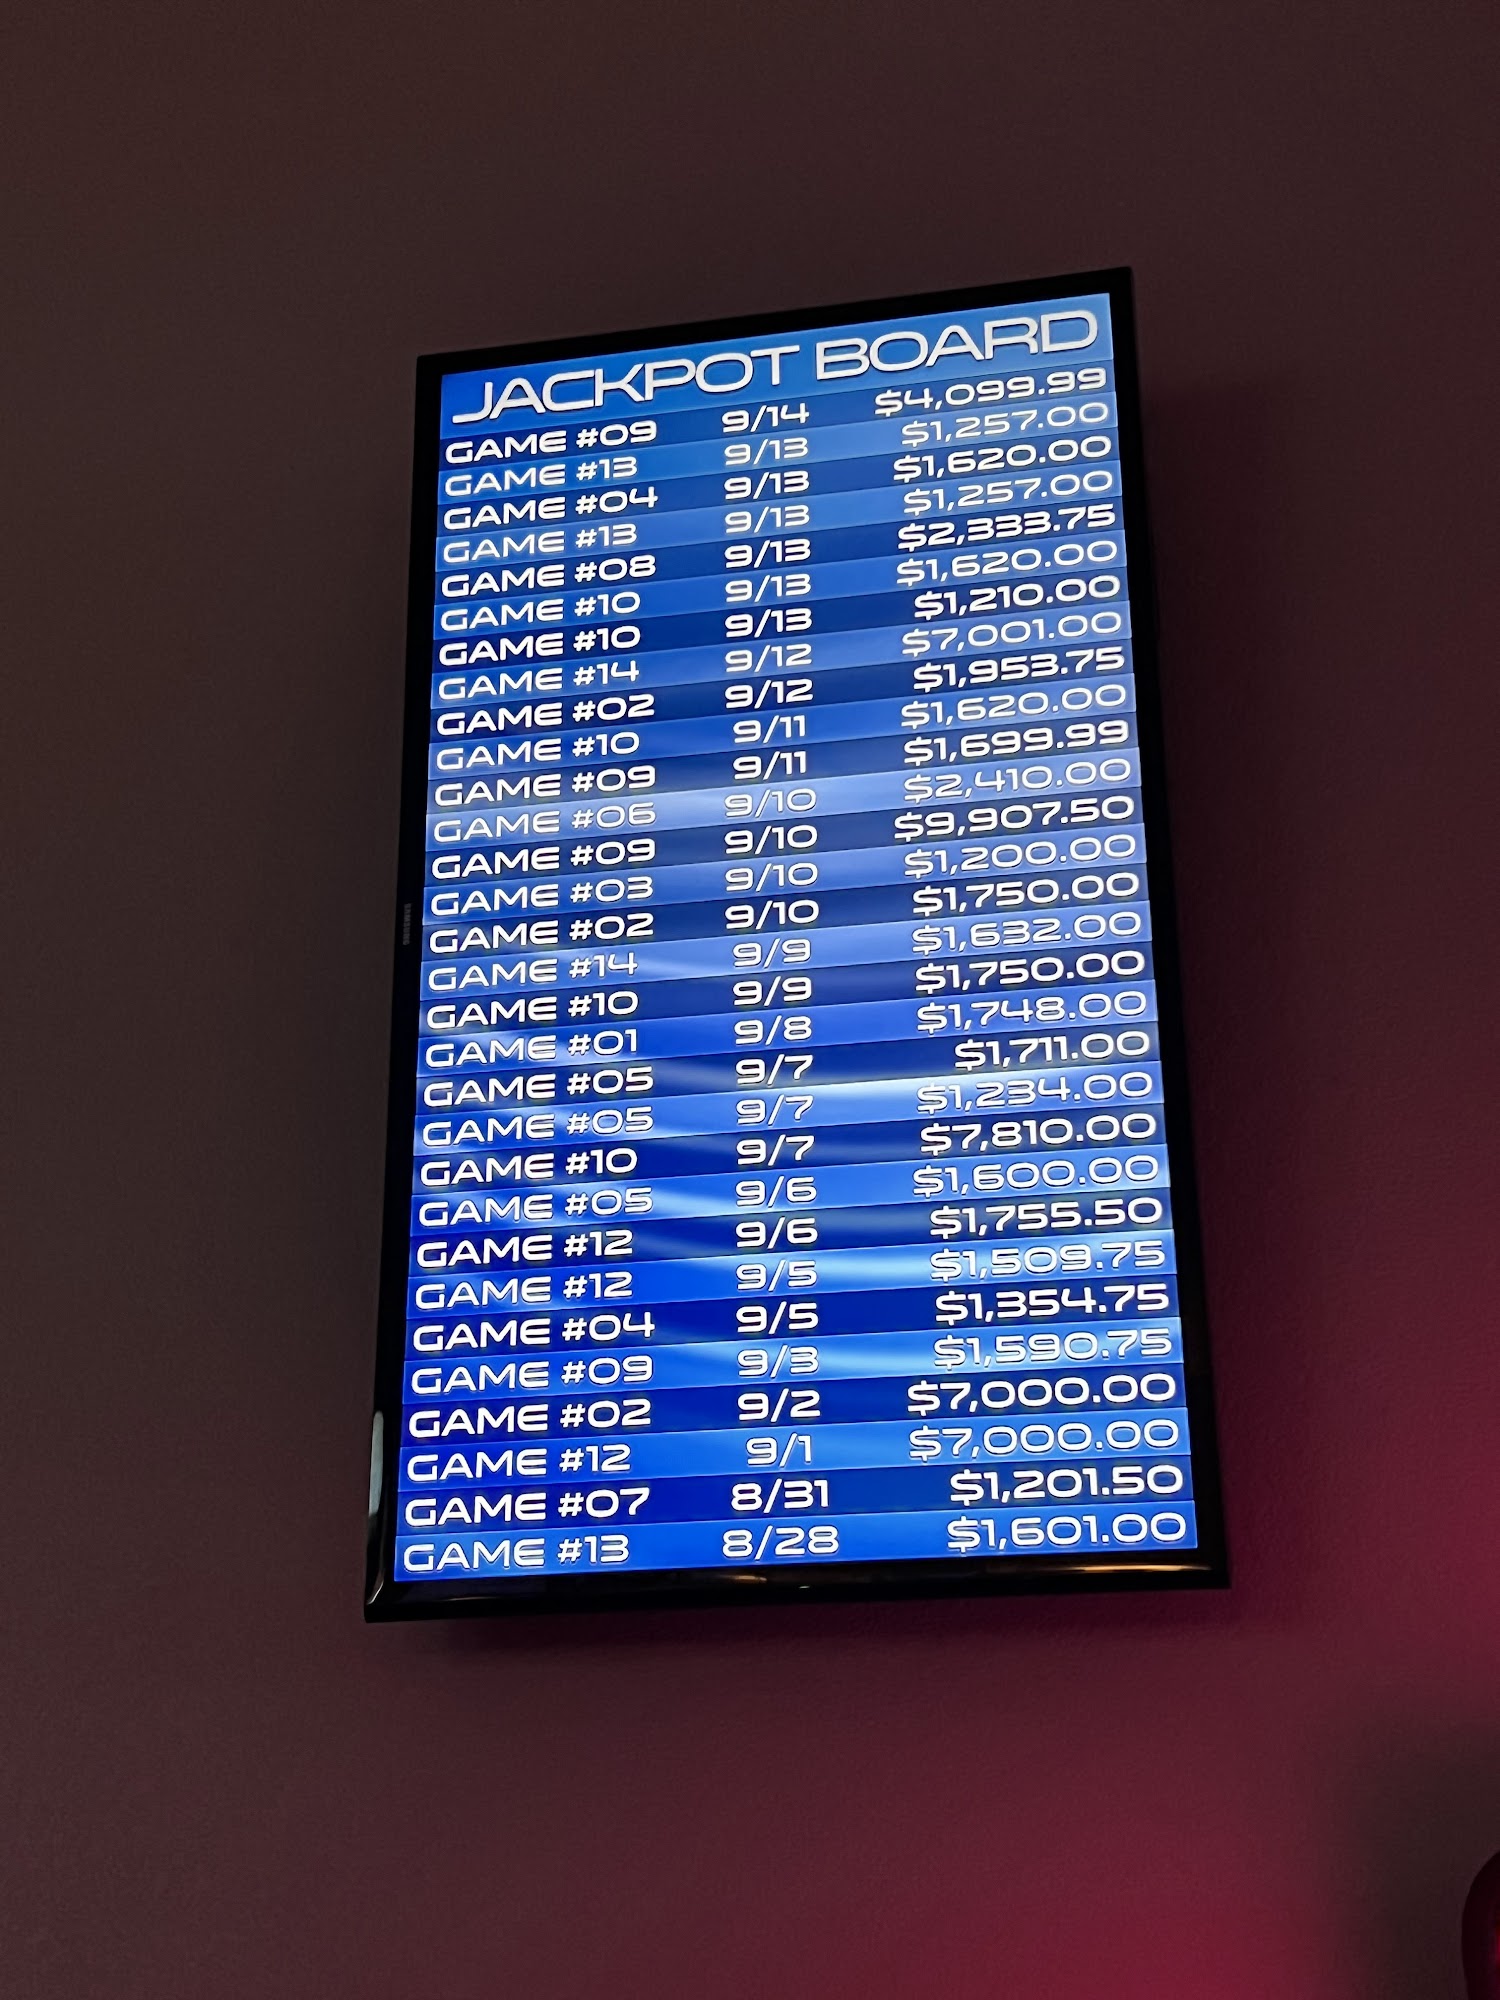 JACKPOT BOARD
GAME #09 9/14 $4,099.99
GAME #13 9/13 $1,257.00
GAME #04 9/13 $1,620.00
GAME #13 9/13 $1,257.00
GAME #08 9/13 $2,333.75
GAME #10 9/13 $1,620.00
GAME #10 9/13 $1,210.00
GAME #14 9/12 $7,001.00
GAME #02 9/12 $1,953.75
GAME #10 9/11 $1,620.00
GAME #09 9/11 $1,699.99
GAME #06 9/10 $2,410.00
GAME #09 9/10 $9,907.50
GAME #03 9/10 $1,200.00
GAME #02 9/10 $1,750.00
GAME #14 9/9 $1,632.00
GAME #10 9/9 $1,750.00
GAME #01 9/8 $1,748.00
GAME #05 9/7 $1,711.00
GAME #05 9/7 $1,234.00
GAME #10 9/7 $7,810.00
GAME #05 9/6 $1,600.00
GAME #12 9/6 $1,755.50
GAME #12 9/5 $1,509.75
GAME #04 9/5 $1,354.75
GAME #09 9/3 $1,590.75
GAME #02 9/2 $7,000.00
GAME #12 9/1 $7,000.00
GAME #07 8/31 $1,201.50
GAME #13 8/28 $1,601.00
SAMSUNG